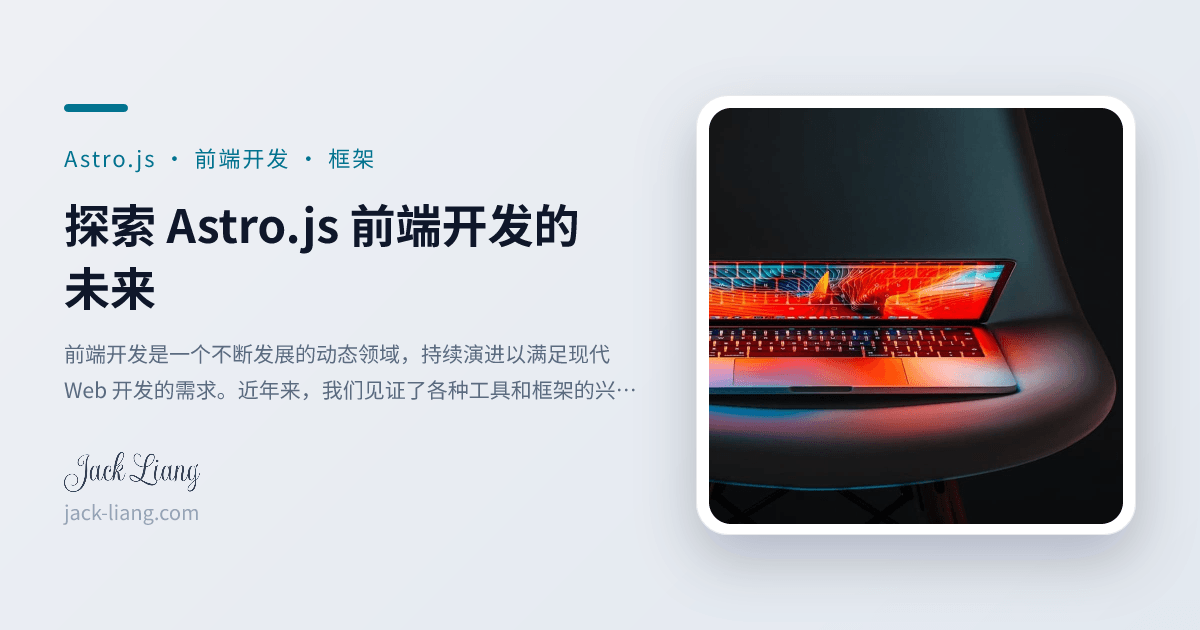 Astro.js • 前端开发 • 框架
探索 Astro.js 前端开发的
未来
前端开发是一个不断发展的动态领域，持续演进以满足现代
Web 开发的需求。近年来，我们见证了各种工具和框架的兴…
Jack Liang
jack-liang.com